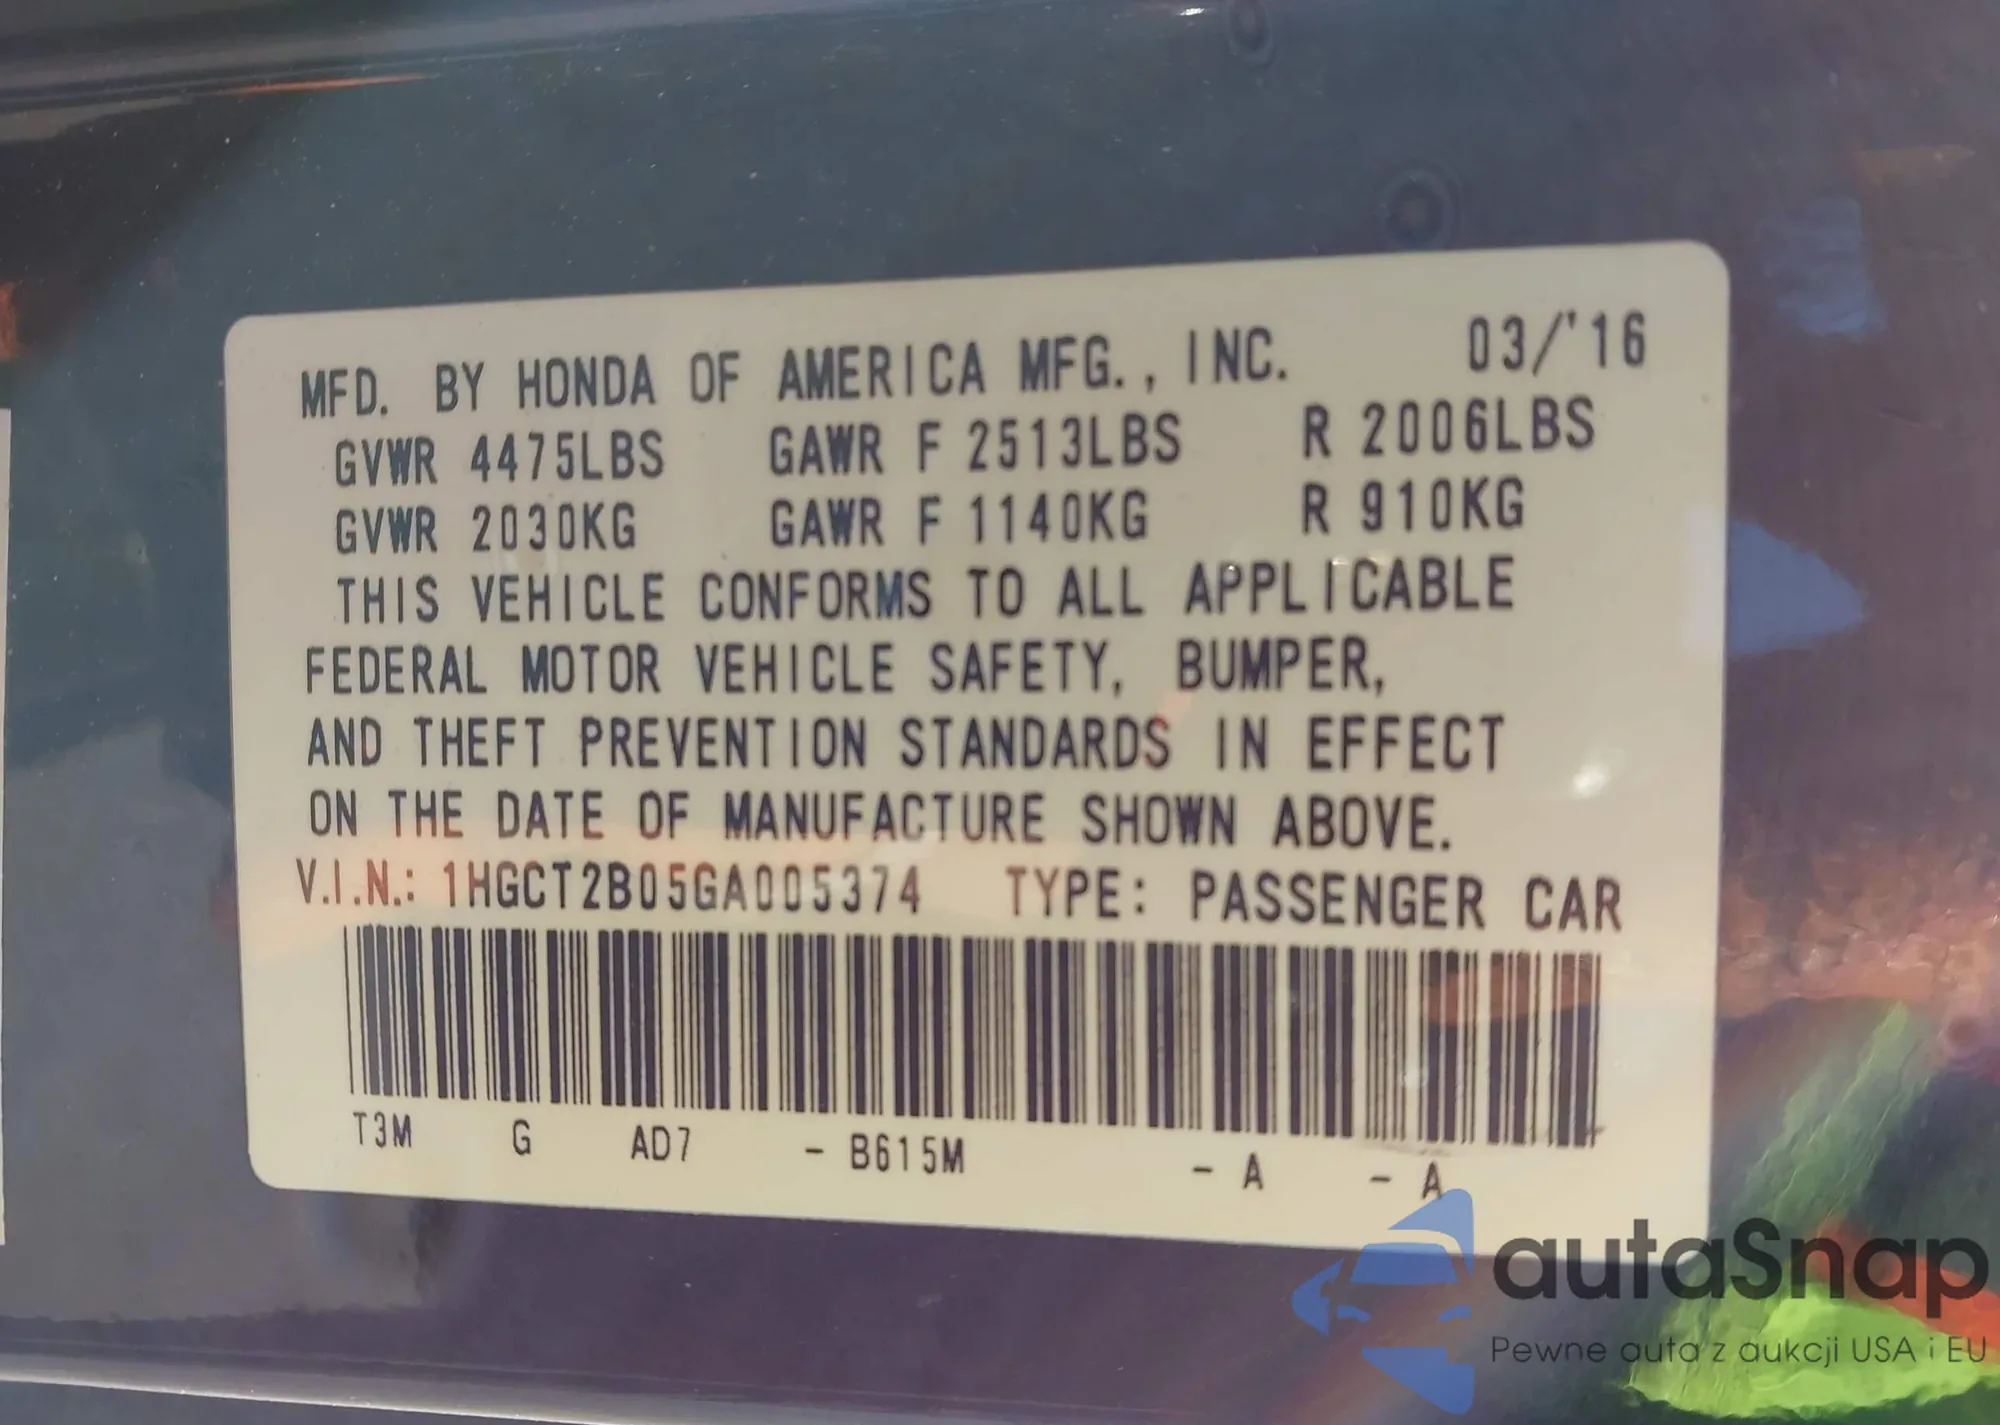 MFD. BY HONDA OF AMERICA MFG., INC. 03/'16
GVWR 4475LBS GAWR F 2513LBS R 2006LBS
GVWR 2030KG GAWR F 1140KG R 910KG
THIS VEHICLE CONFORMS TO ALL APPLICABLE
FEDERAL MOTOR VEHICLE SAFETY, BUMPER,
AND THEFT PREVENTION STANDARDS IN EFFECT
ON THE DATE OF MANUFACTURE SHOWN ABOVE.
V.I.N.: 1HGCT2B05GA005374 TYPE: PASSENGER CAR
T3M G AD7 - B615M - A - A
autaSnap
Pewne auta z aukcji USA i EU